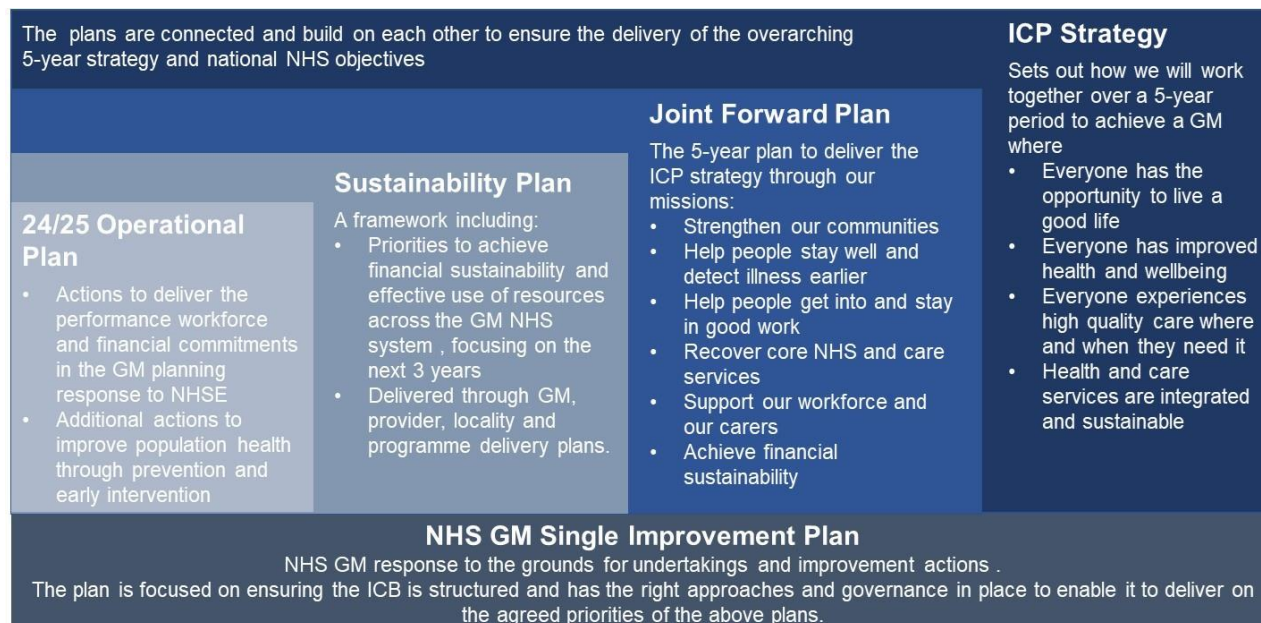 The plans are connected and build on each other to ensure the delivery of the overarching
5-year strategy and national NHS objectives
24/25 Operational
Plan
• Actions to deliver the
performance workforce
and financial commitments
in the GM planning
response to NHSE
• Additional actions to
improve population health
through prevention and
early intervention
Sustainability Plan
A framework including:
• Priorities to achieve
financial sustainability and
effective use of resources
across the GM NHS
system , focusing on the
next 3 years
• Delivered through GM,
provider, locality and
programme delivery plans.
Joint Forward Plan
The 5-year plan to deliver the
ICP strategy through our
missions:
• Strengthen our communities
• Help people stay well and
detect illness earlier
• Help people get into and stay
in good work
• Recover core NHS and care
services
• Support our workforce and
our carers
• Achieve financial
sustainability
ICP Strategy
Sets out how we will work
together over a 5-year
period to achieve a GM
where
• Everyone has the
opportunity to live a
good life
• Everyone has improved
health and wellbeing
• Everyone experiences
high quality care where
and when they need it
• Health and care
services are integrated
and sustainable
NHS GM Single Improvement Plan
NHS GM response to the grounds for undertakings and improvement actions .
The plan is focused on ensuring the ICB is structured and has the right approaches and governance in place to enable it to deliver on
the agreed priorities of the above plans.